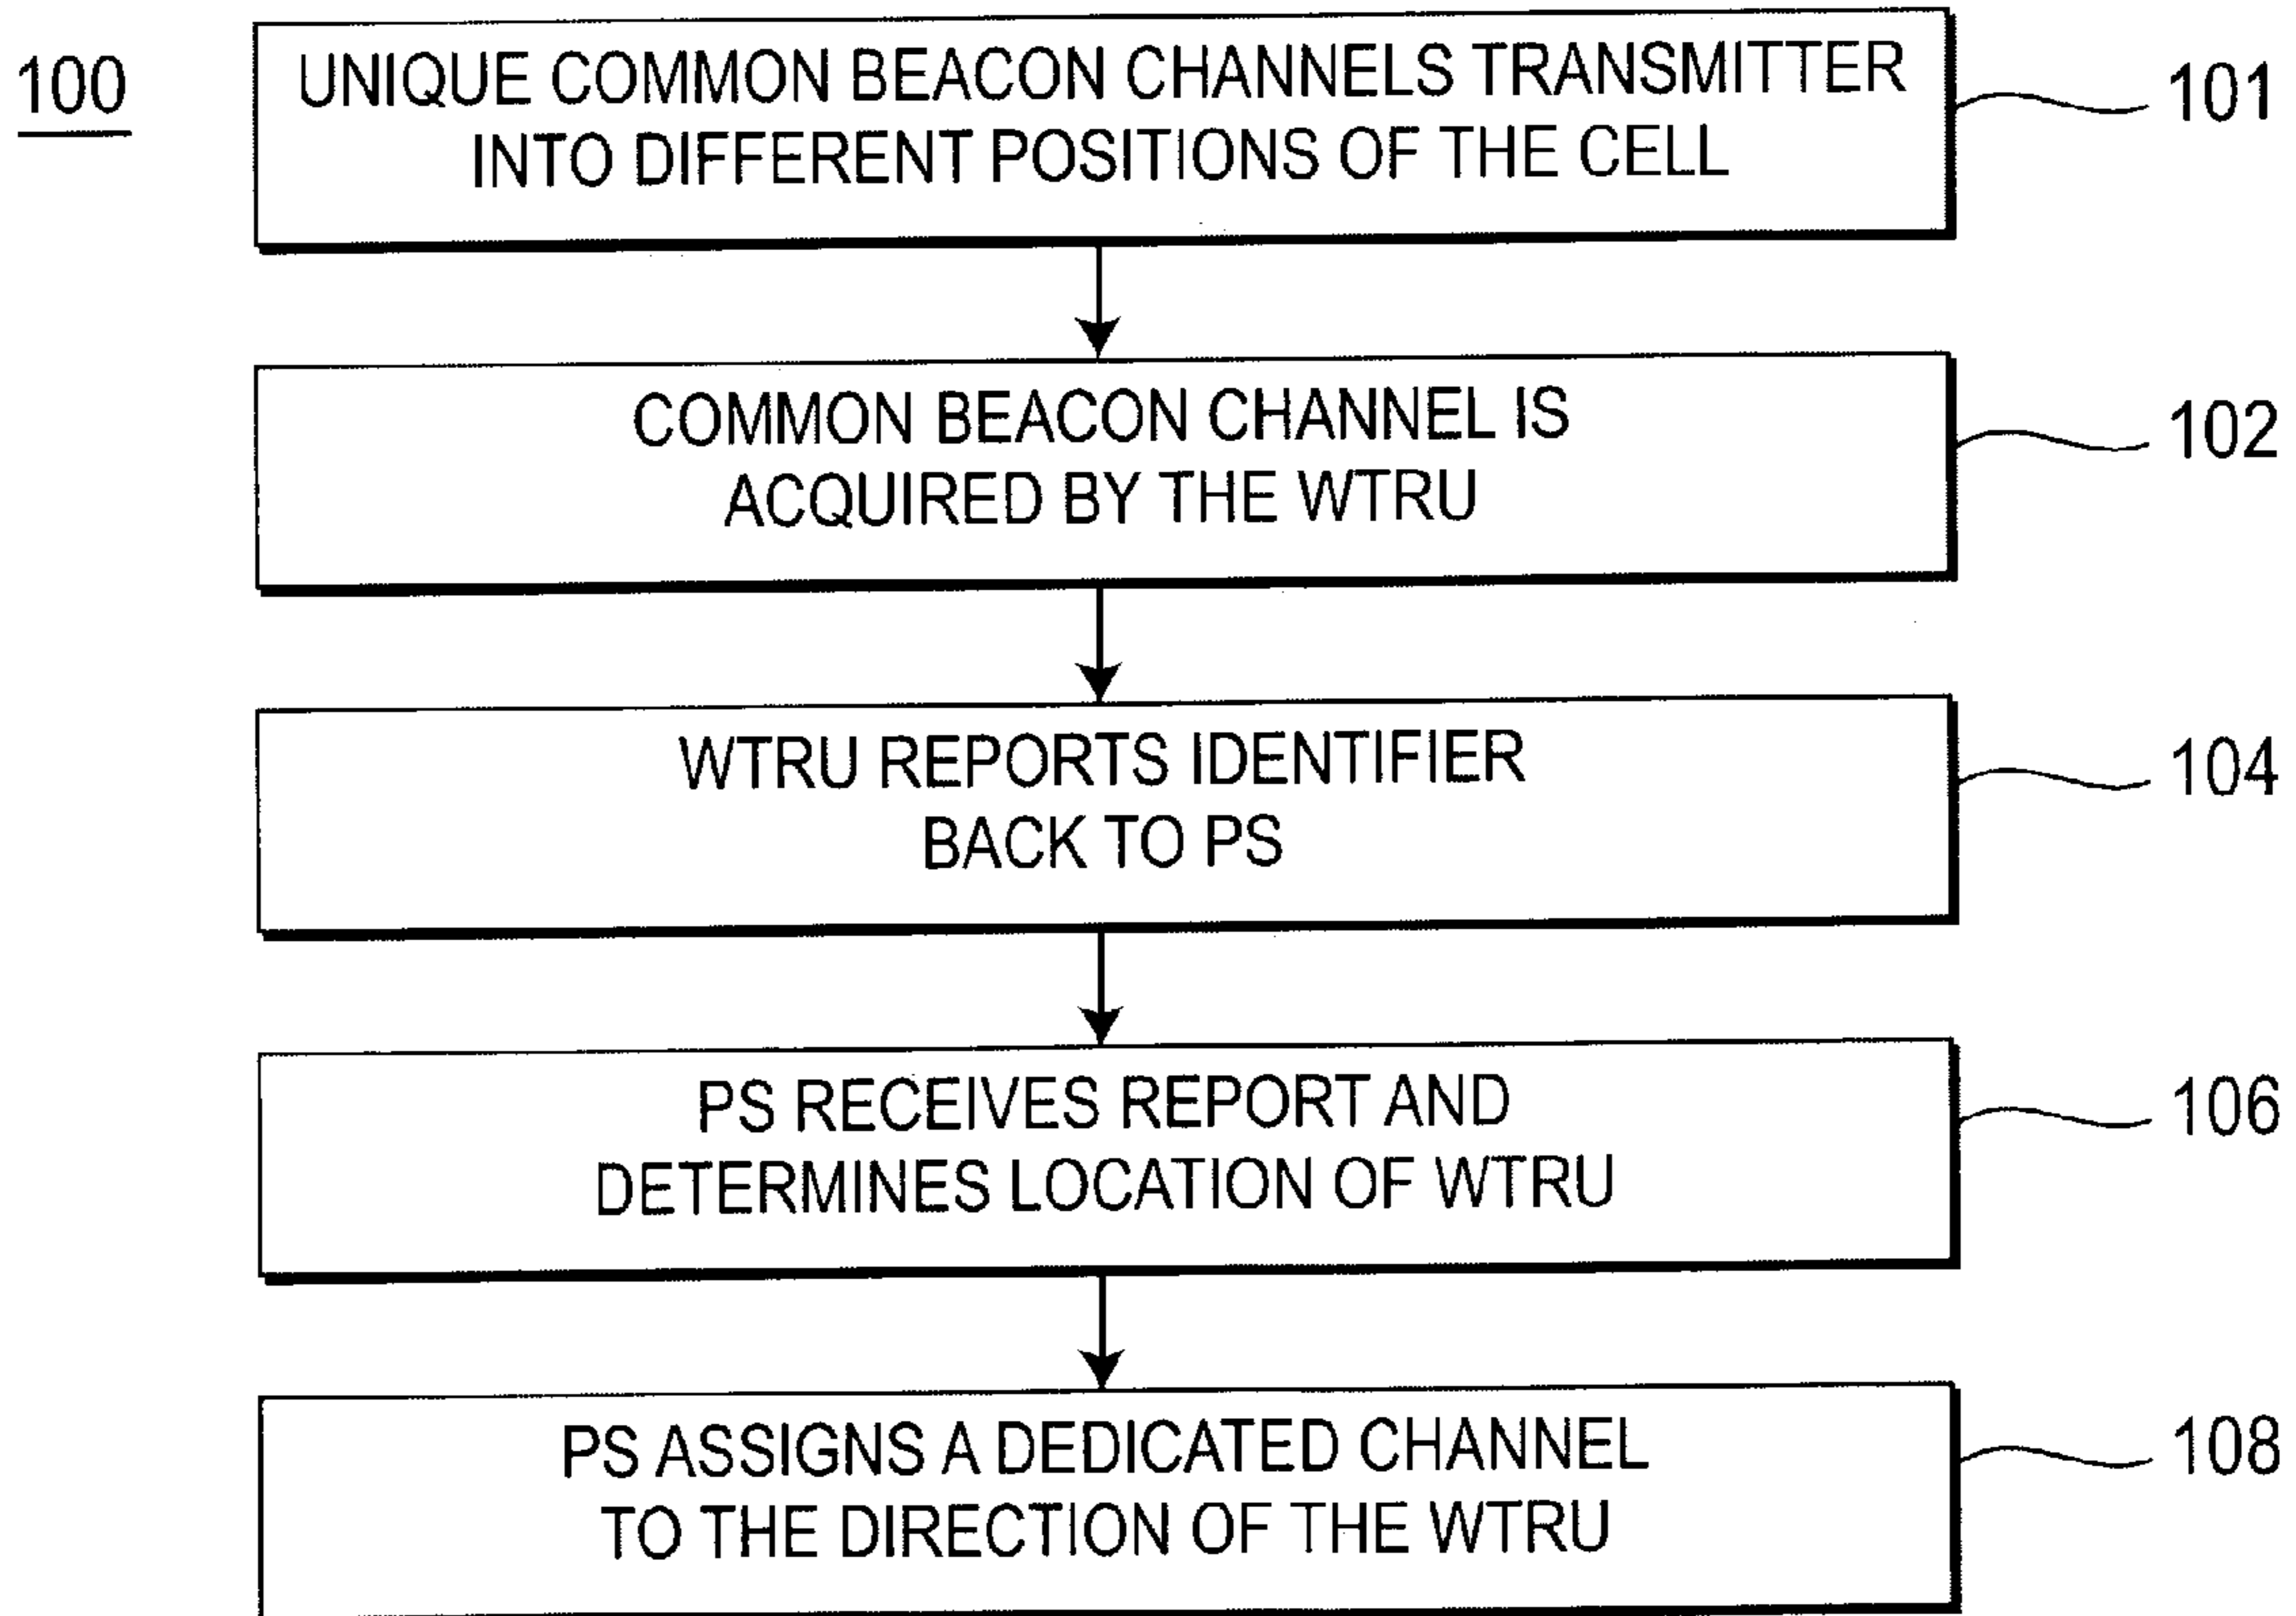 100
UNIQUE COMMON BEACON CHANNELS TRANSMITTER
INTO DIFFERENT POSITIONS OF THE CELL
101
COMMON BEACON CHANNEL IS
ACQUIRED BY THE WTRU
102
WTRU REPORTS IDENTIFIER
BACK TO PS
104
PS RECEIVES REPORT AND
DETERMINES LOCATION OF WTRU
106
PS ASSIGNS A DEDICATED CHANNEL
TO THE DIRECTION OF THE WTRU
108